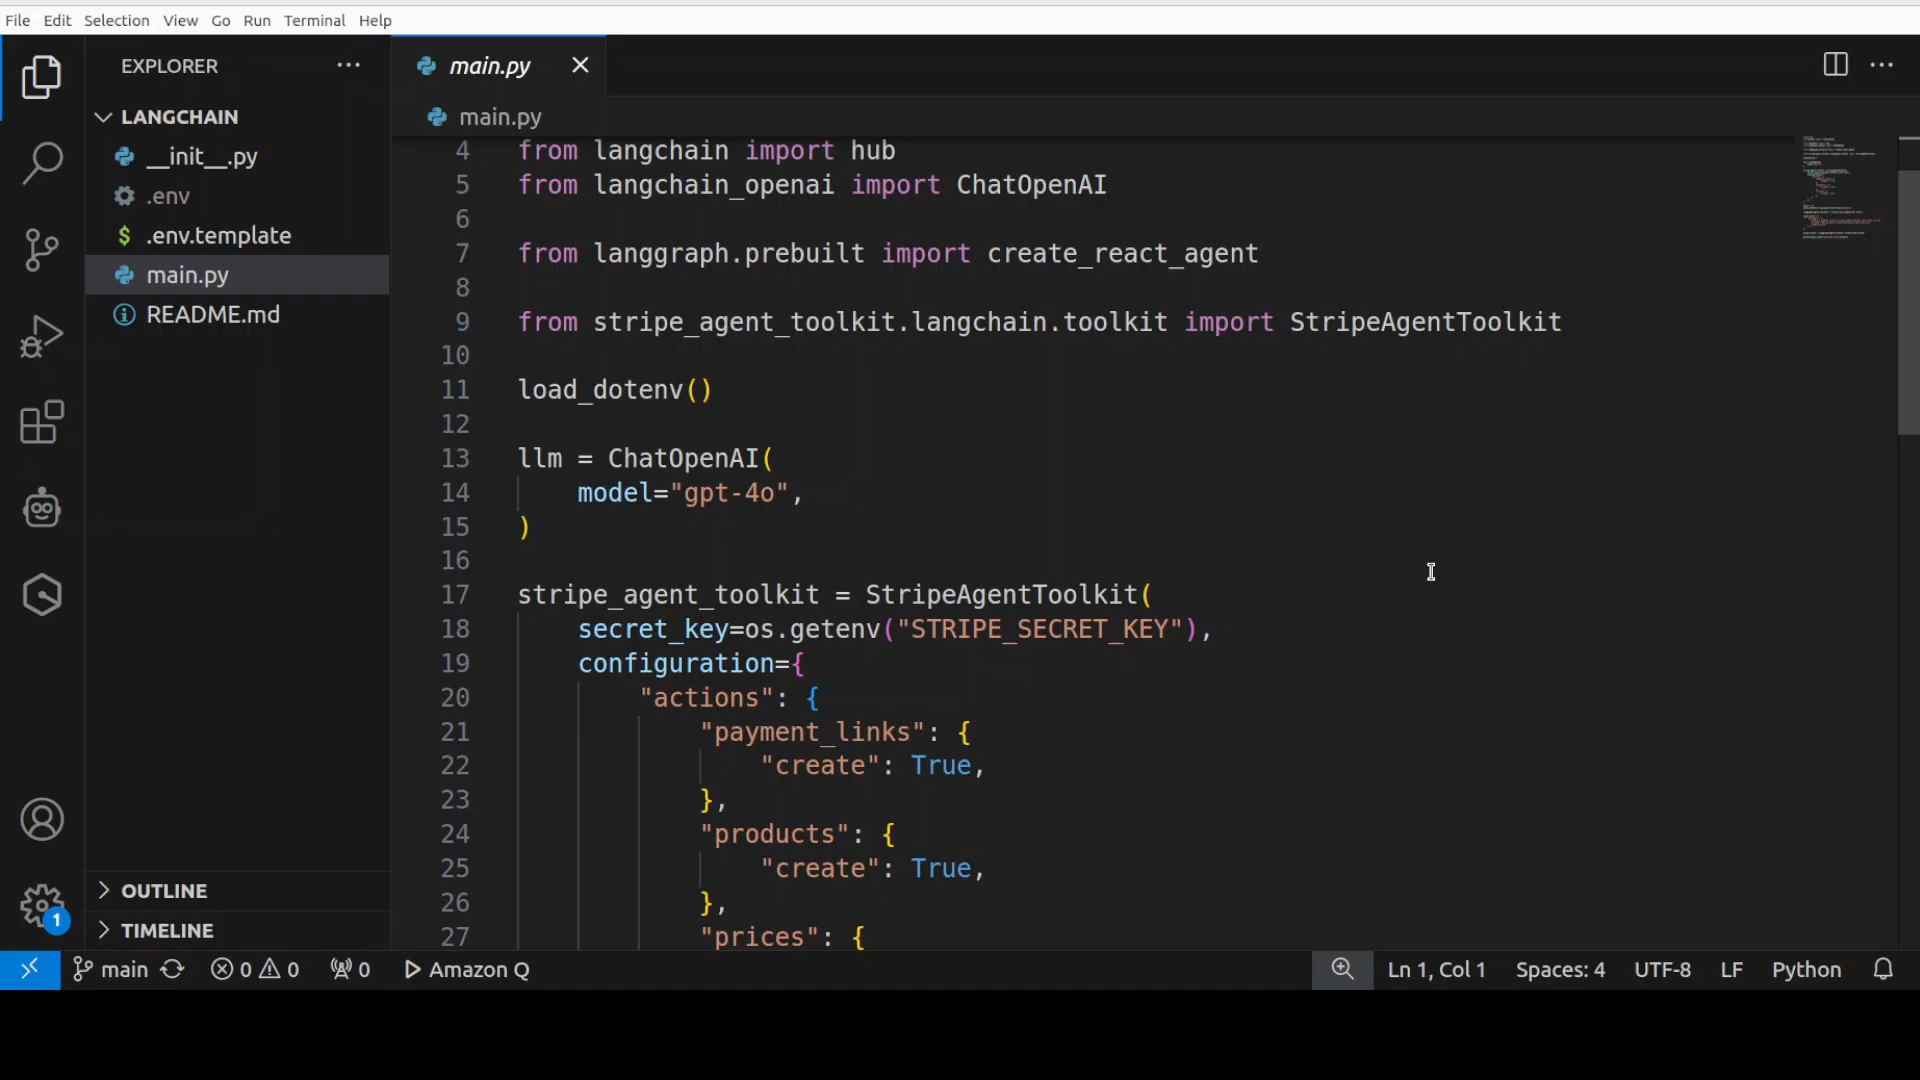 File Edit Selection View Go Run Terminal Help
EXPLORER
LANGCHAIN
__init__.py
.env
$ .env.template
main.py
README.md
OUTLINE
TIMELINE
main.py
main.py
4 from langchain import hub
5 from langchain_openai import ChatOpenAI
6
7 from langgraph.prebuilt import create_react_agent
8
9 from stripe_agent_toolkit.langchain.toolkit import StripeAgentToolkit
10
11 load_dotenv()
12
13 llm = ChatOpenAI(
14     model="gpt-4o",
15 )
16
17 stripe_agent_toolkit = StripeAgentToolkit(
18     secret_key=os.getenv("STRIPE_SECRET_KEY"),
19     configuration={
20         "actions": {
21             "payment_links": {
22                 "create": True,
23             },
24             "products": {
25                 "create": True,
26             },
27             "prices": {
1
main 0 0 0 Amazon Q Ln 1, Col 1 Spaces: 4 UTF-8 LF Python